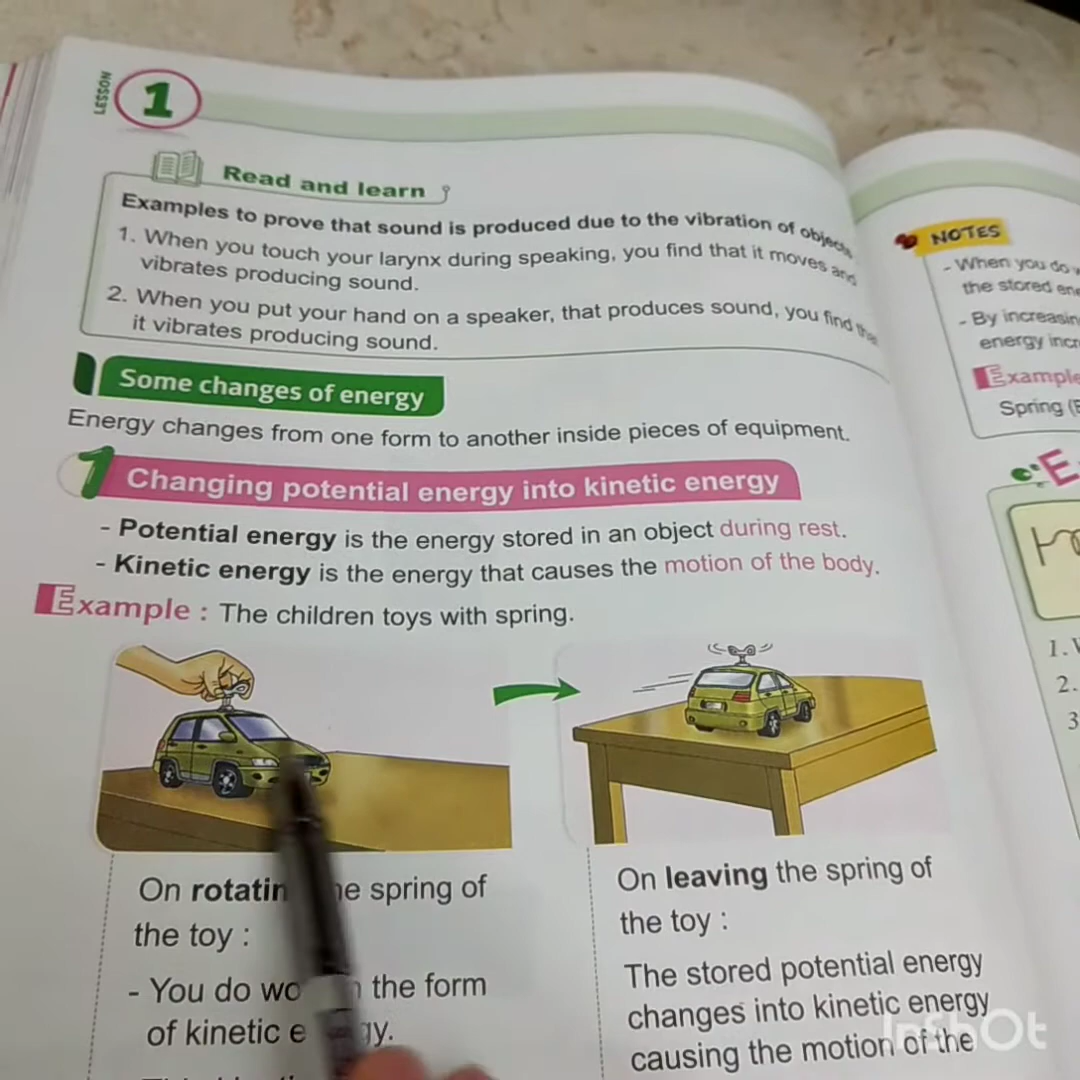 LESSON
1
Read and learn
Examples to prove that sound is produced due to the vibration of objects
1. When you touch your larynx during speaking, you find that it moves and
vibrates producing sound.
2. When you put your hand on a speaker, that produces sound, you find that
it vibrates producing sound.
Some changes of energy
Energy changes from one form to another inside pieces of equipment.
1 Changing potential energy into kinetic energy
- Potential energy is the energy stored in an object during rest.
- Kinetic energy is the energy that causes the motion of the body.
Example : The children toys with spring.
On rotatin he spring of
the toy :
- You do wo the form
of kinetic e gy.
On leaving the spring of
the toy :
The stored potential energy
changes into kinetic energy
causing the motion of the
NOTES
- When you do
the stored
- By increasin
energy
Example
Spring
1.
2.
3
InShOt